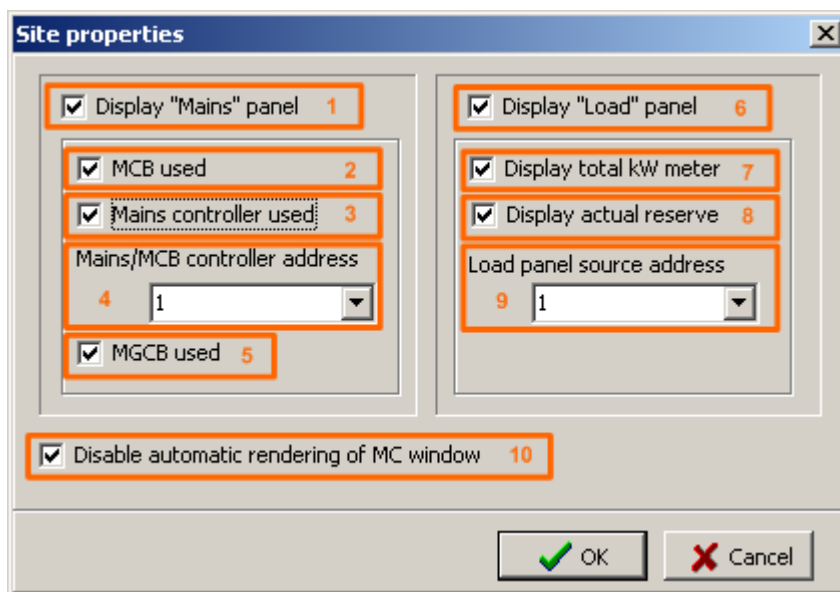 Site properties
Display "Mains" panel 1
MCB used 2
Mains controller used 3
Mains/MCB controller address
4 1
MGCB used 5
Display "Load" panel 6
Display total kW meter 7
Display actual reserve 8
Load panel source address
9 1
Disable automatic rendering of MC window 10
OK
Cancel